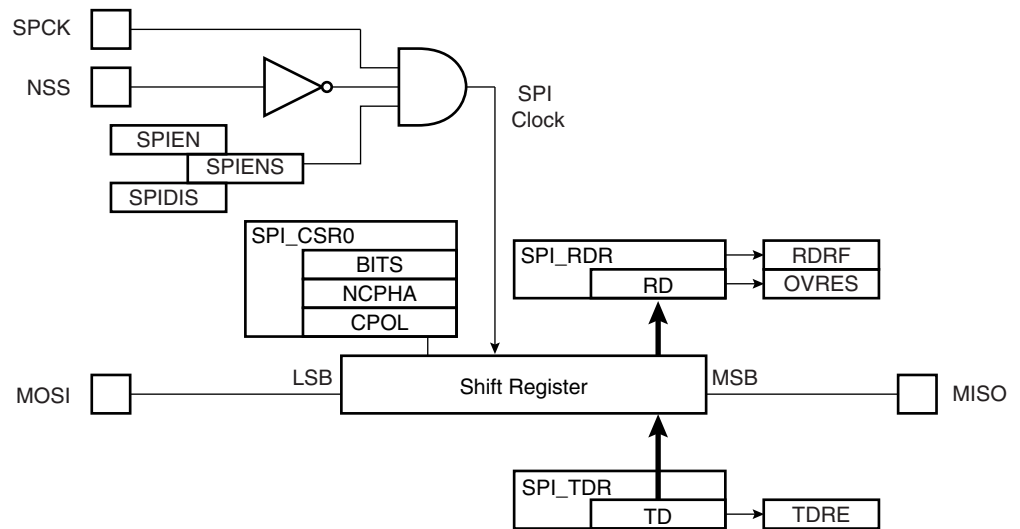 SPCK
NSS
SPI
Clock
SPIEN
SPIENS
SPIDIS
SPI_CSR0
BITS
NCPHA
CPOL
SPI_RDR
RD
RDRF
OVRES
MOSI
LSB
Shift Register
MSB
MISO
SPI_TDR
TD
TDRE